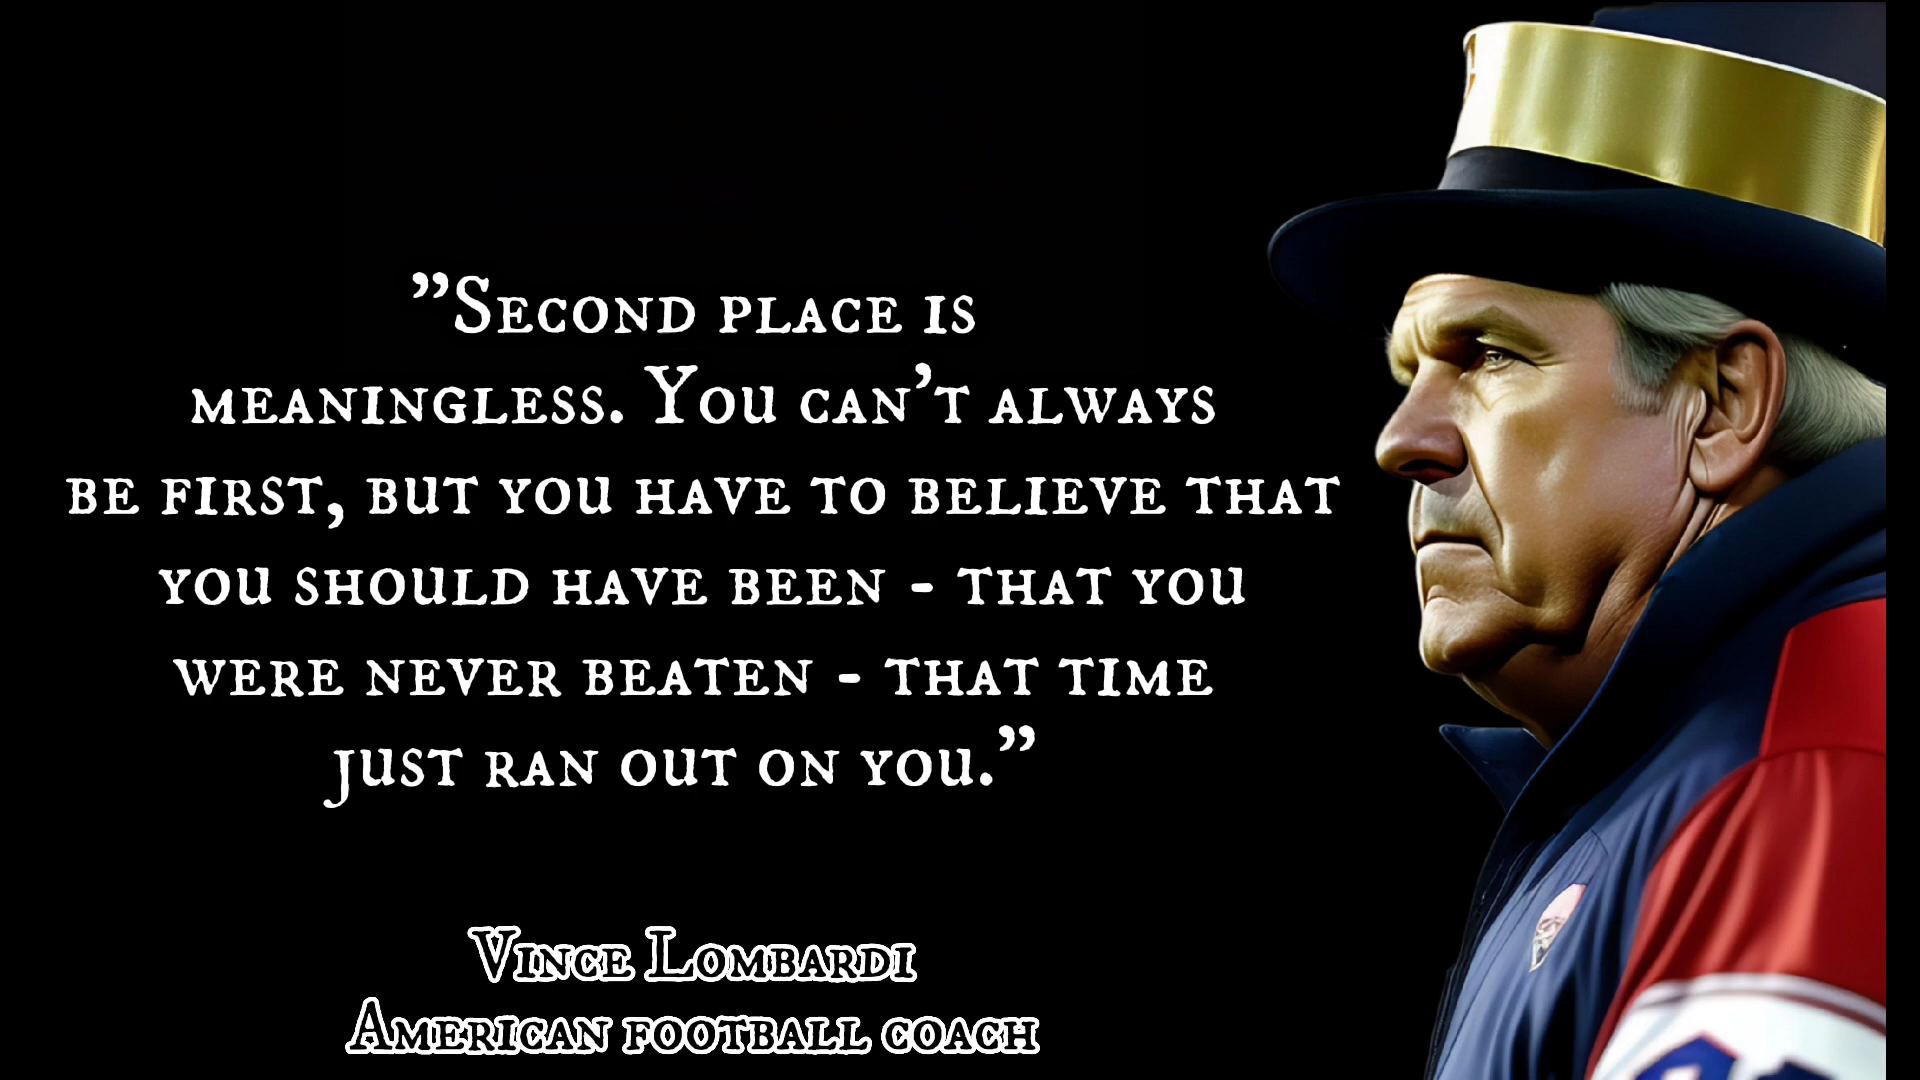 ”Second place is
meaningless. You can’t always
be first, but you have to believe that
you should have been - that you
were never beaten - that time
just ran out on you.”
Vince Lombardi
American football coach